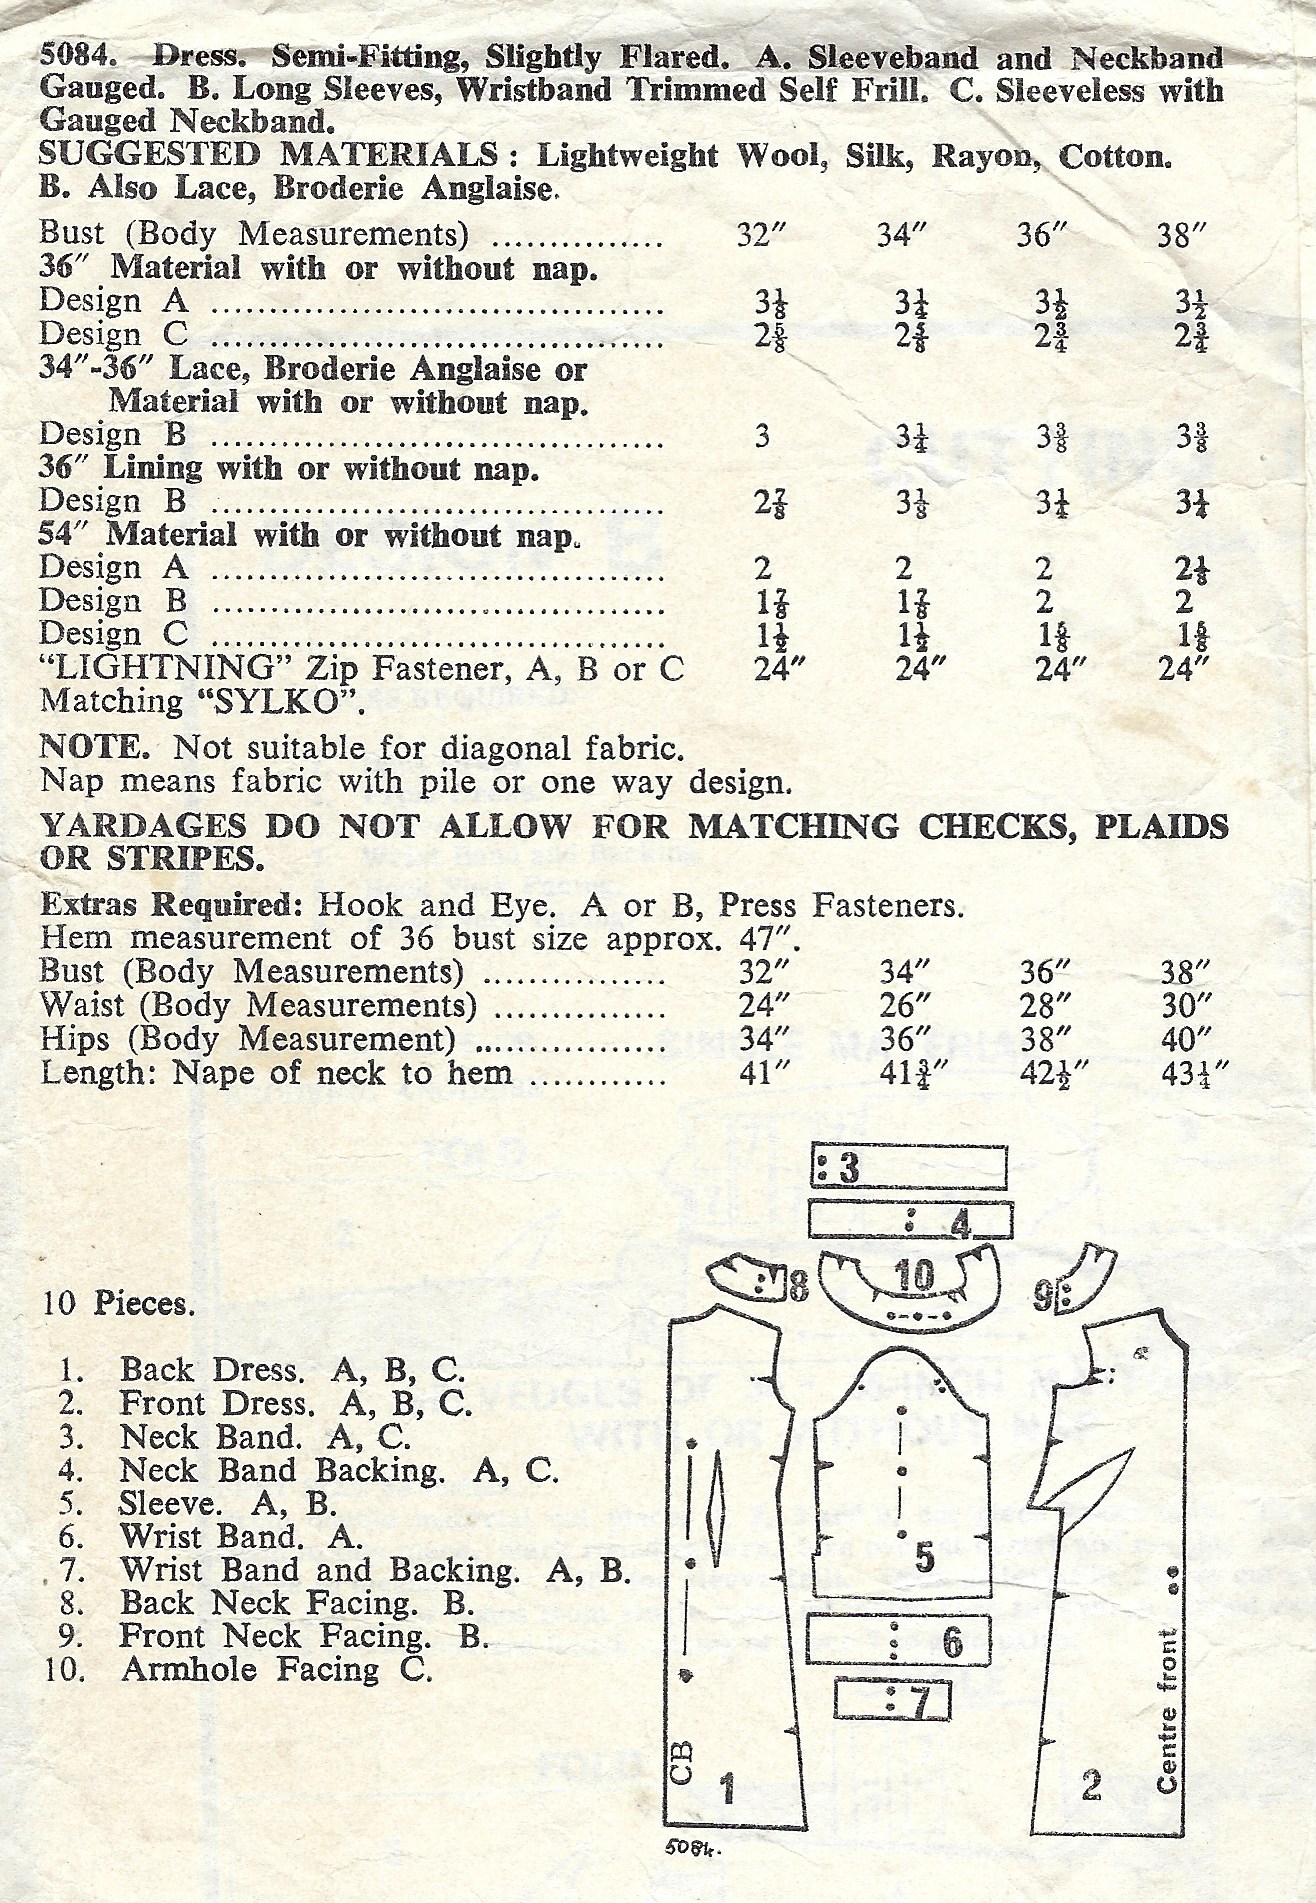 5084. Dress. Semi-Fitting, Slightly Flared. A. Sleeveband and Neckband
Gauged. B. Long Sleeves, Wristband Trimmed Self Frill. C. Sleeveless with
Gauged Neckband.
SUGGESTED MATERIALS : Lightweight Wool, Silk, Rayon, Cotton.
B. Also Lace, Broderie Anglaise.
Bust (Body Measurements) ............... 32″ 34″ 36″ 38″
36″ Material with or without nap.
Design A ....................................... 3⅛ 3¼ 3½ 3½
Design C ....................................... 2⅝ 2⅝ 2¾ 2¾
34″-36″ Lace, Broderie Anglaise or
Material with or without nap.
Design B ....................................... 3 3¼ 3⅜ 3⅜
36″ Lining with or without nap.
Design B ....................................... 2⅞ 3⅛ 3¼ 3¼
54″ Material with or without nap.
Design A ....................................... 2 2 2 2⅛
Design B ....................................... 1⅞ 1⅞ 2 2
Design C ....................................... 1½ 1½ 1⅝ 1⅝
“LIGHTNING” Zip Fastener, A, B or C 24″ 24″ 24″ 24″
Matching “SYLKO”.
NOTE. Not suitable for diagonal fabric.
Nap means fabric with pile or one way design.
YARDAGES DO NOT ALLOW FOR MATCHING CHECKS, PLAIDS
OR STRIPES.
Extras Required: Hook and Eye. A or B, Press Fasteners.
Hem measurement of 36 bust size approx. 47″.
Bust (Body Measurements) ................ 32″ 34″ 36″ 38″
Waist (Body Measurements) ............... 24″ 26″ 28″ 30″
Hips (Body Measurement) ................. 34″ 36″ 38″ 40″
Length: Nape of neck to hem ............ 41″ 41¾″ 42½″ 43¼″
10 Pieces.
1. Back Dress. A, B, C.
2. Front Dress. A, B, C.
3. Neck Band. A, C.
4. Neck Band Backing. A, C.
5. Sleeve. A, B.
6. Wrist Band. A.
7. Wrist Band and Backing. A, B.
8. Back Neck Facing. B.
9. Front Neck Facing. B.
10. Armhole Facing C.
3
4
8
10
9
5
6
7
CB
1
Centre front
2
5084.